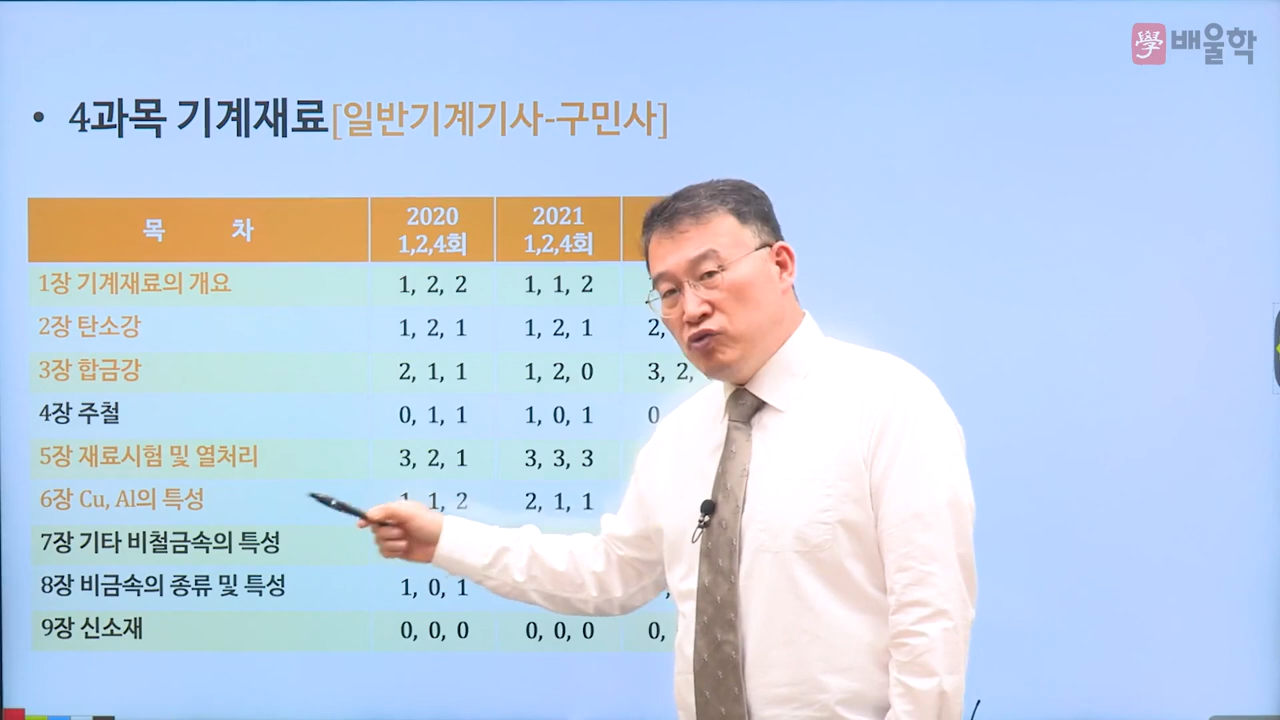 學 배울학
• 4과목 기계재료[일반기계기사-구민사]
목 차 2020 1,2,4회 2021 1,2,4회
1장 기계재료의 개요 1, 2, 2 1, 1, 2
2장 탄소강 1, 2, 1 1, 2, 1 2,
3장 합금강 2, 1, 1 1, 2, 0 3, 2,
4장 주철 0, 1, 1 1, 0, 1 0
5장 재료시험 및 열처리 3, 2, 1 3, 3, 3
6장 Cu, Al의 특성 1, 1, 2 2, 1, 1
7장 기타 비철금속의 특성
8장 비금속의 종류 및 특성 1, 0, 1
9장 신소재 0, 0, 0 0, 0, 0 0,